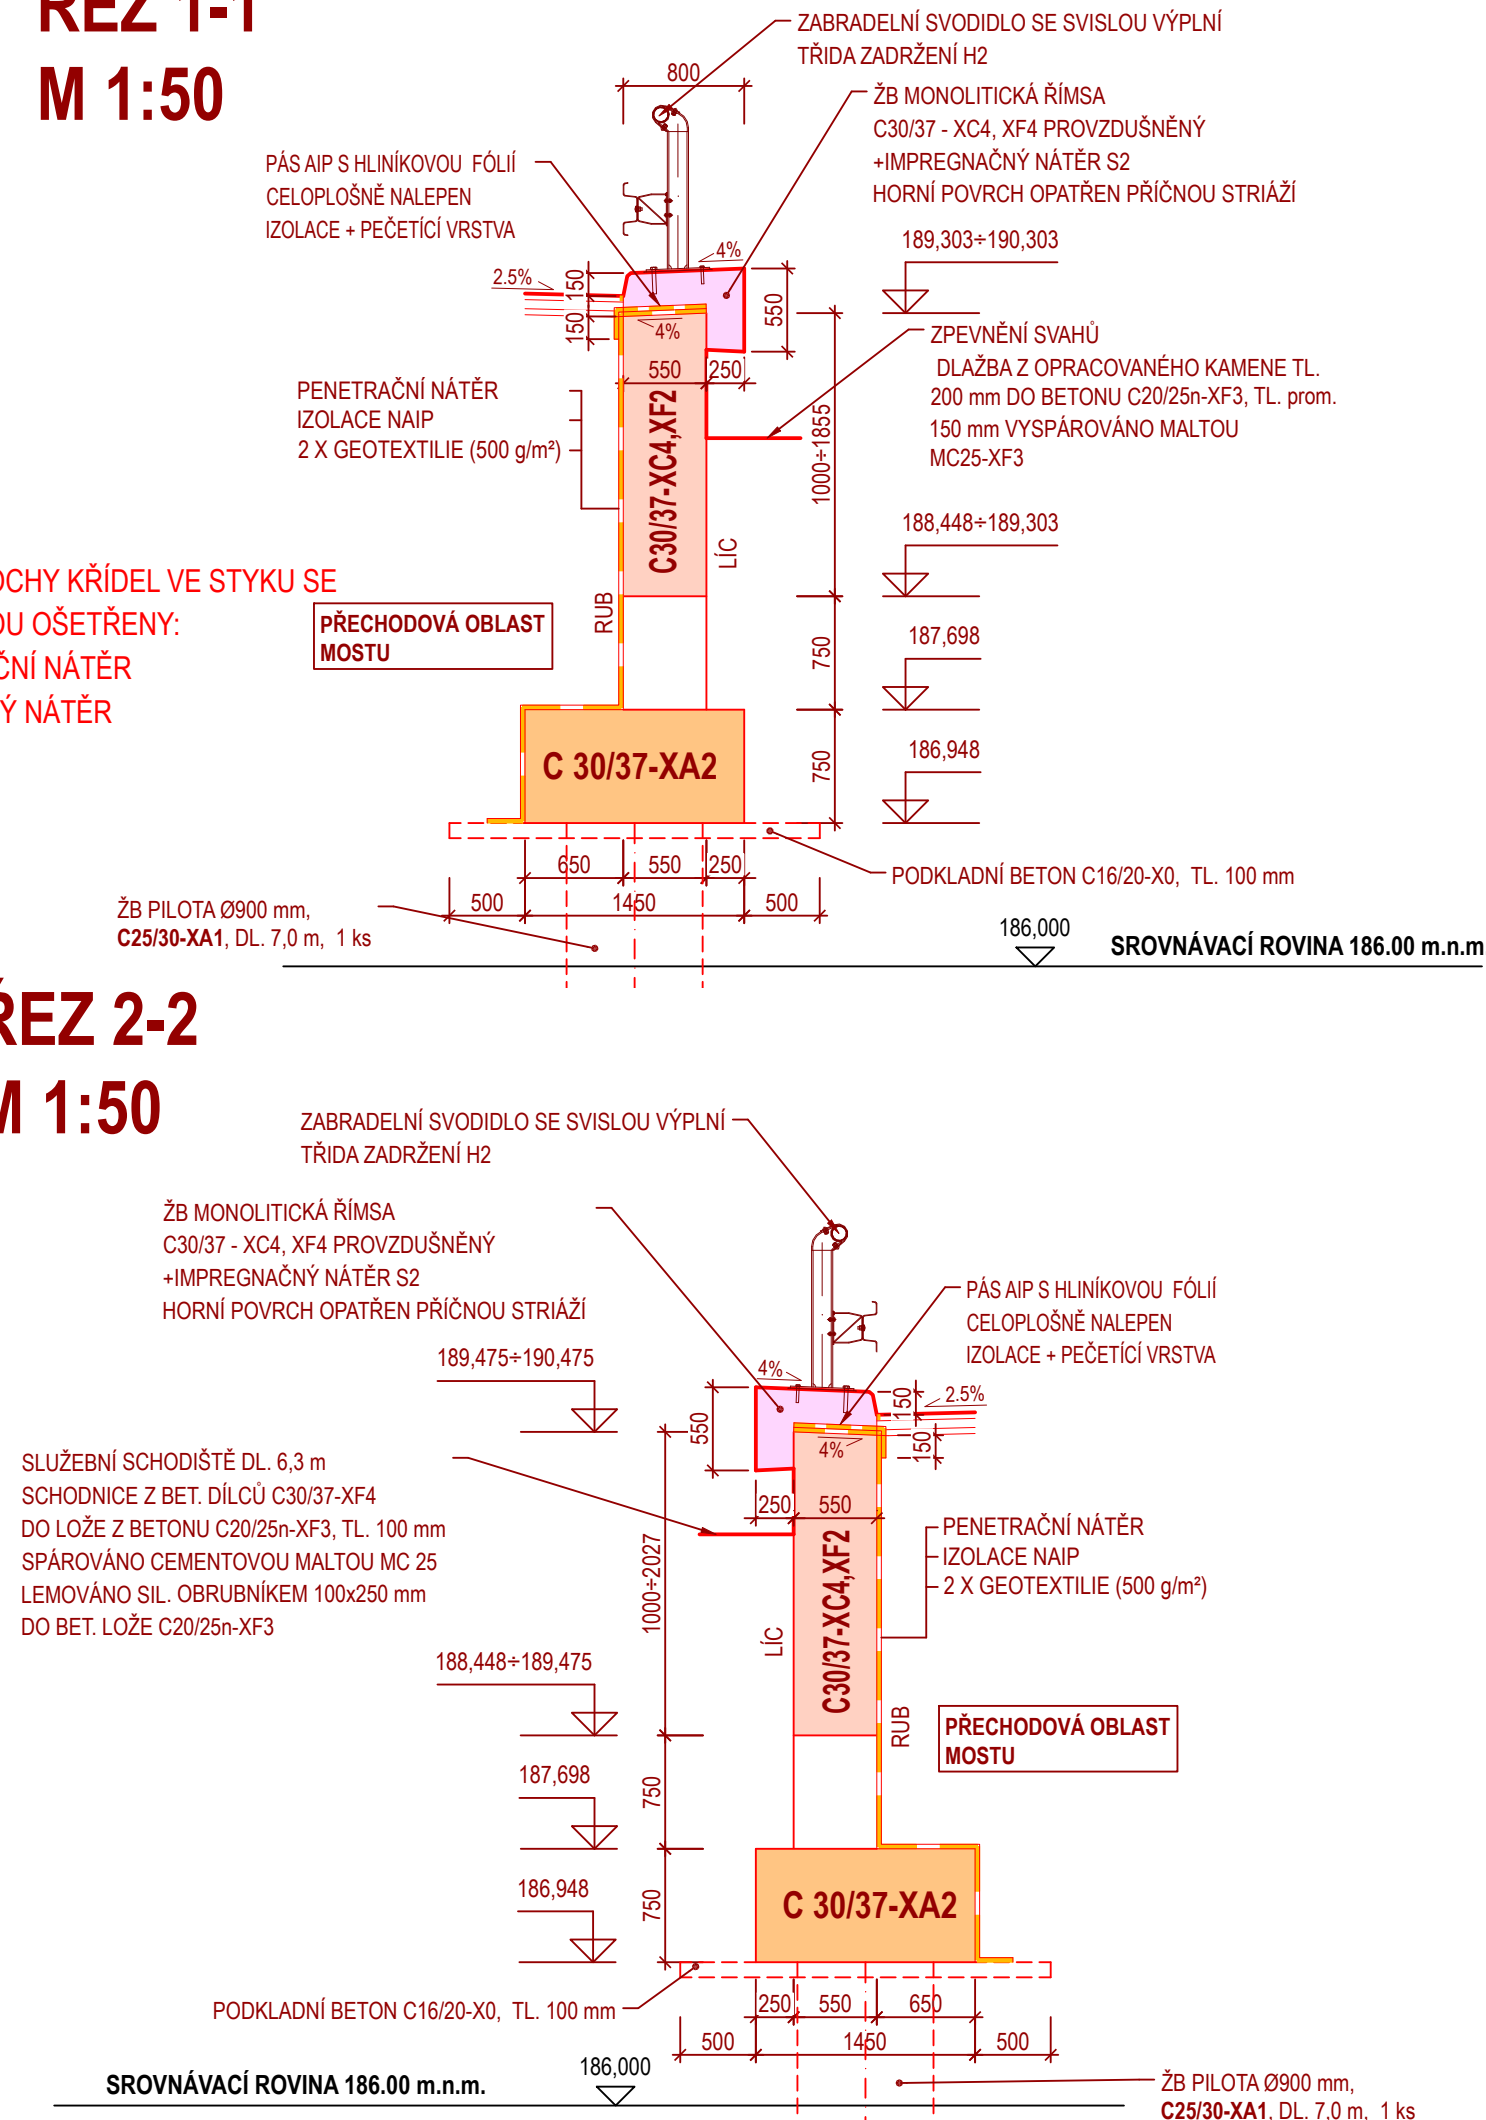 ŘEZ 1-1
M 1:50
ZABRADELNÍ SVODIDLO SE SVISLOU VÝPLNÍ
TŘIDA ZADRŽENÍ H2
800
ŽB MONOLITICKÁ ŘÍMSA
C30/37 - XC4, XF4 PROVZDUŠNĚNÝ
+IMPREGNAČNÝ NÁTĚR S2
HORNÍ POVRCH OPATŘEN PŘÍČNOU STRIÁŽÍ
PÁS AIP S HLINÍKOVOU FÓLIÍ
CELOPLOŠNĚ NALEPEN
IZOLACE + PEČETÍCÍ VRSTVA
189,303÷190,303
4%
2.5%
150
150
4%
550
550
250
ZPEVNĚNÍ SVAHŮ
DLAŽBA Z OPRACOVANÉHO KAMENE TL.
200 mm DO BETONU C20/25n-XF3, TL. prom.
150 mm VYSPÁROVÁNO MALTOU
MC25-XF3
PENETRAČNÍ NÁTĚR
IZOLACE NAIP
2 X GEOTEXTILIE (500 g/m²)
C30/37-XC4,XF2
1000÷1855
188,448÷189,303
LÍC
RUB
OCHY KŘÍDEL VE STYKU SE
OU OŠETŘENY:
ČNÍ NÁTĚR
Ý NÁTĚR
PŘECHODOVÁ OBLAST
MOSTU
750
187,698
C 30/37-XA2
750
186,948
650
550
250
PODKLADNÍ BETON C16/20-X0, TL. 100 mm
500
1450
500
ŽB PILOTA Ø900 mm,
C25/30-XA1, DL. 7,0 m, 1 ks
186,000
SROVNÁVACÍ ROVINA 186.00 m.n.m
ŘEZ 2-2
M 1:50
ZABRADELNÍ SVODIDLO SE SVISLOU VÝPLNÍ
TŘIDA ZADRŽENÍ H2
ŽB MONOLITICKÁ ŘÍMSA
C30/37 - XC4, XF4 PROVZDUŠNĚNÝ
+IMPREGNAČNÝ NÁTĚR S2
HORNÍ POVRCH OPATŘEN PŘÍČNOU STRIÁŽÍ
PÁS AIP S HLINÍKOVOU FÓLIÍ
CELOPLOŠNĚ NALEPEN
IZOLACE + PEČETÍCÍ VRSTVA
189,475÷190,475
4%
2.5%
150
150
550
4%
250
550
SLUŽEBNÍ SCHODIŠTĚ DL. 6,3 m
SCHODNICE Z BET. DÍLCŮ C30/37-XF4
DO LOŽE Z BETONU C20/25n-XF3, TL. 100 mm
SPÁROVÁNO CEMENTOVOU MALTOU MC 25
LEMOVÁNO SIL. OBRUBNÍKEM 100x250 mm
DO BET. LOŽE C20/25n-XF3
PENETRAČNÍ NÁTĚR
IZOLACE NAIP
2 X GEOTEXTILIE (500 g/m²)
1000÷2027
C30/37-XC4,XF2
LÍC
RUB
188,448÷189,475
PŘECHODOVÁ OBLAST
MOSTU
187,698
750
186,948
750
C 30/37-XA2
PODKLADNÍ BETON C16/20-X0, TL. 100 mm
250
550
650
500
1450
500
186,000
SROVNÁVACÍ ROVINA 186.00 m.n.m.
ŽB PILOTA Ø900 mm,
C25/30-XA1, DL. 7,0 m, 1 ks